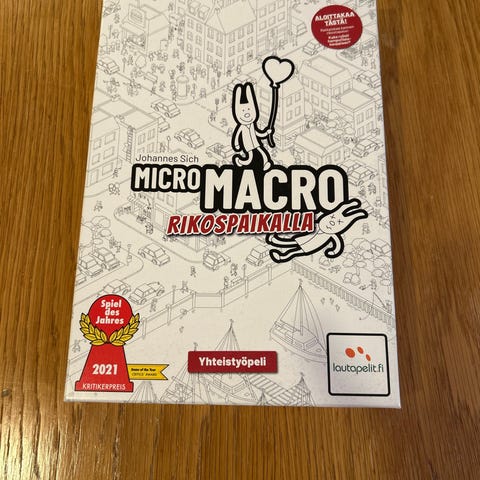 ALOITTAKAA
TÄSTÄ!
Johannes Sich
MICRO MACRO
RIKOSPAIKALLA
Spiel
des
Jahres
2021
KRITIKERPREIS
Yhteistyöpeli
lautapelit.fi